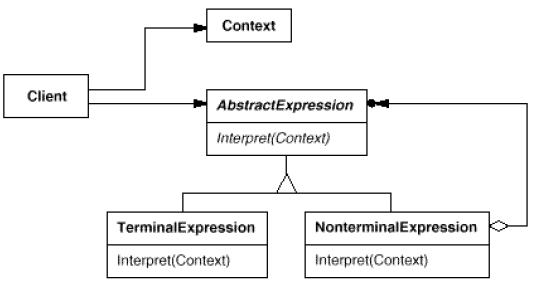 Context
Client
AbstractExpression
Interpret(Context)
TerminalExpression
Interpret(Context)
NonterminalExpression
Interpret(Context)